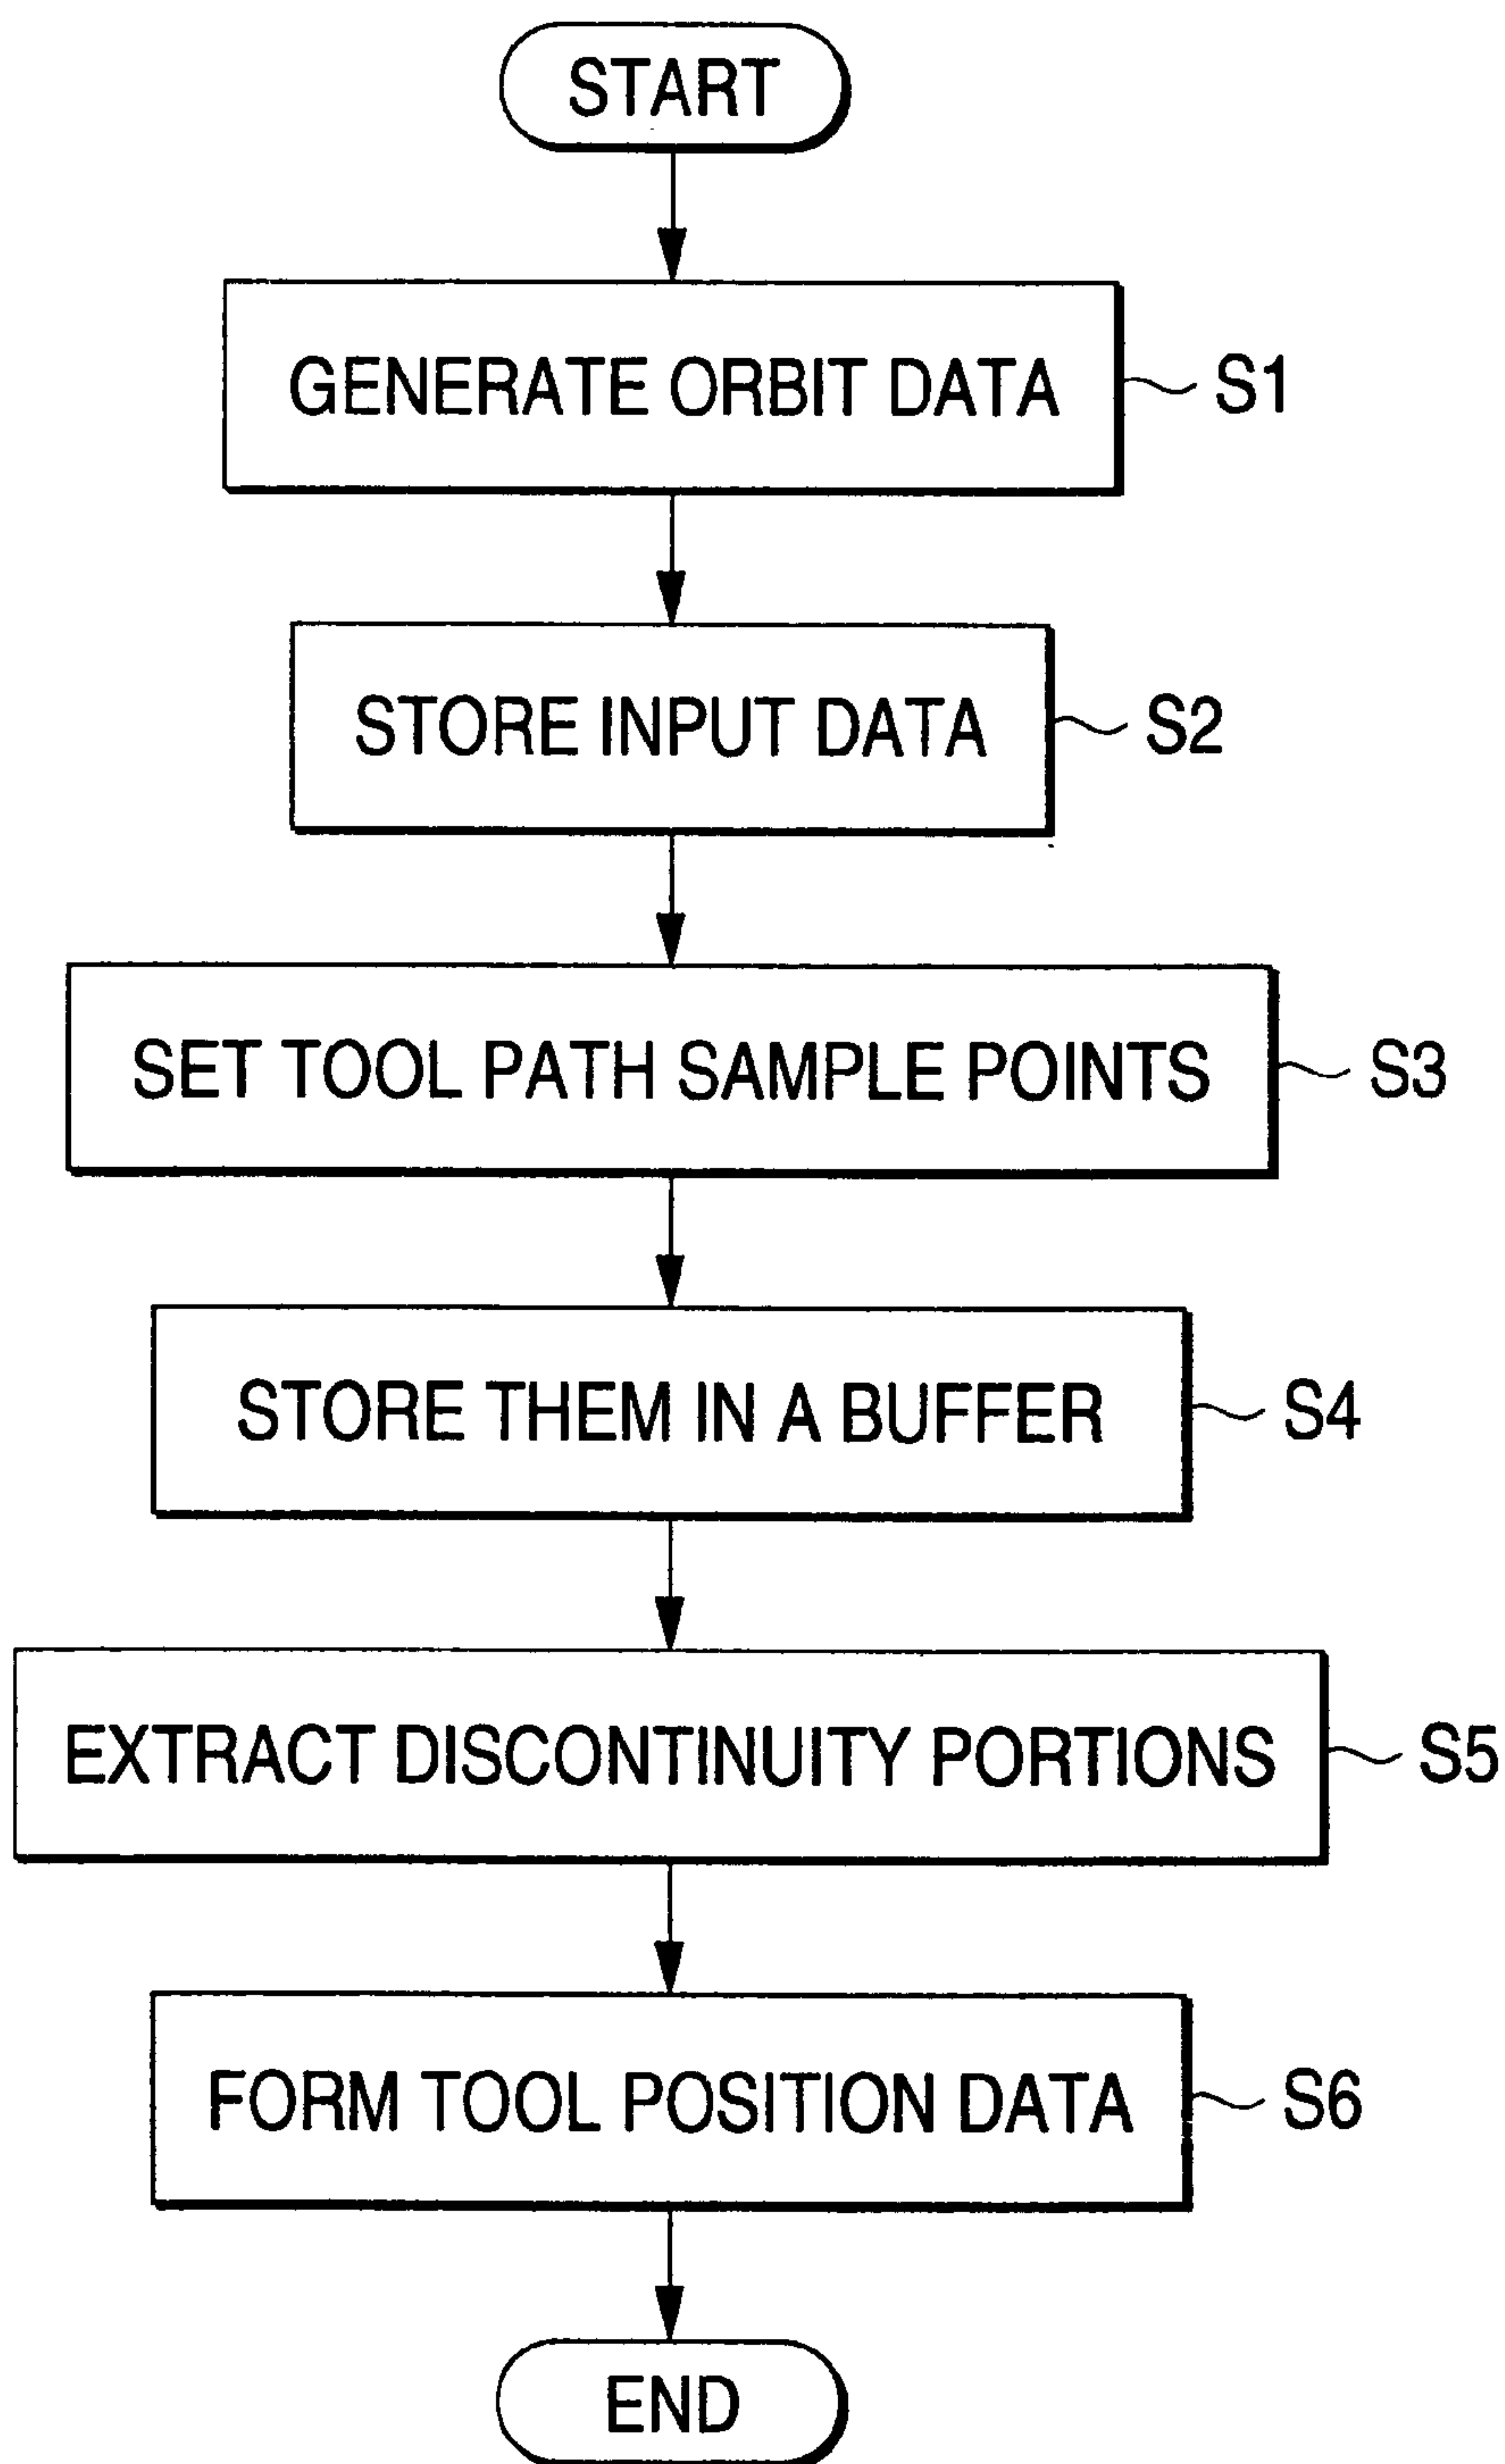 START
GENERATE ORBIT DATA
S1
STORE INPUT DATA
S2
SET TOOL PATH SAMPLE POINTS
S3
STORE THEM IN A BUFFER
S4
EXTRACT DISCONTINUITY PORTIONS
S5
FORM TOOL POSITION DATA
S6
END